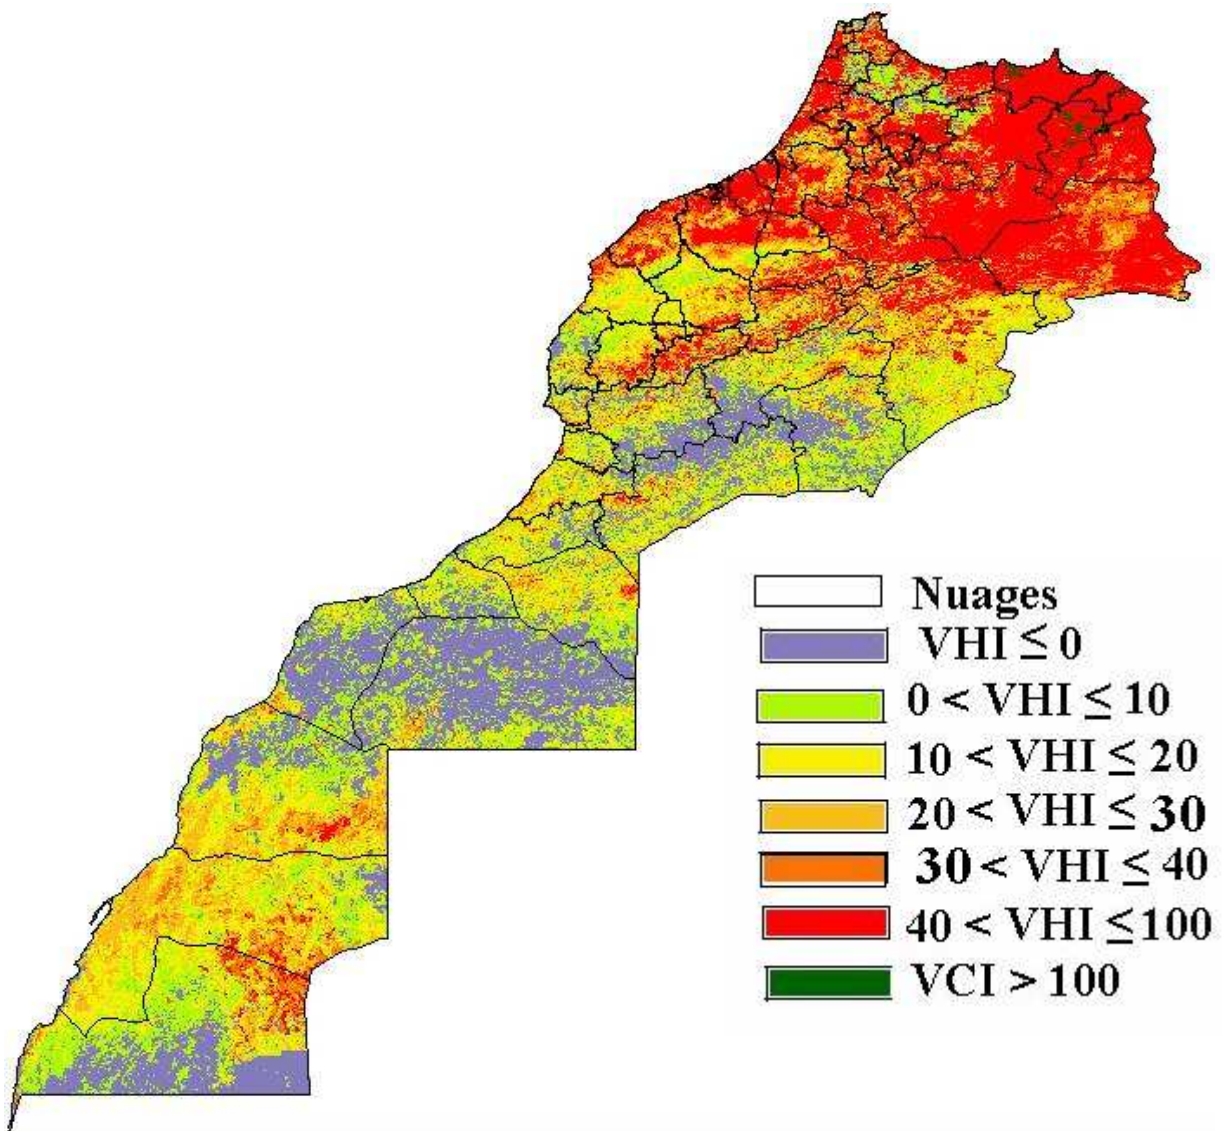 Nuages
VHI ≤ 0
0 < VHI ≤ 10
10 < VHI ≤ 20
20 < VHI ≤ 30
30 < VHI ≤ 40
40 < VHI ≤100
VCI > 100